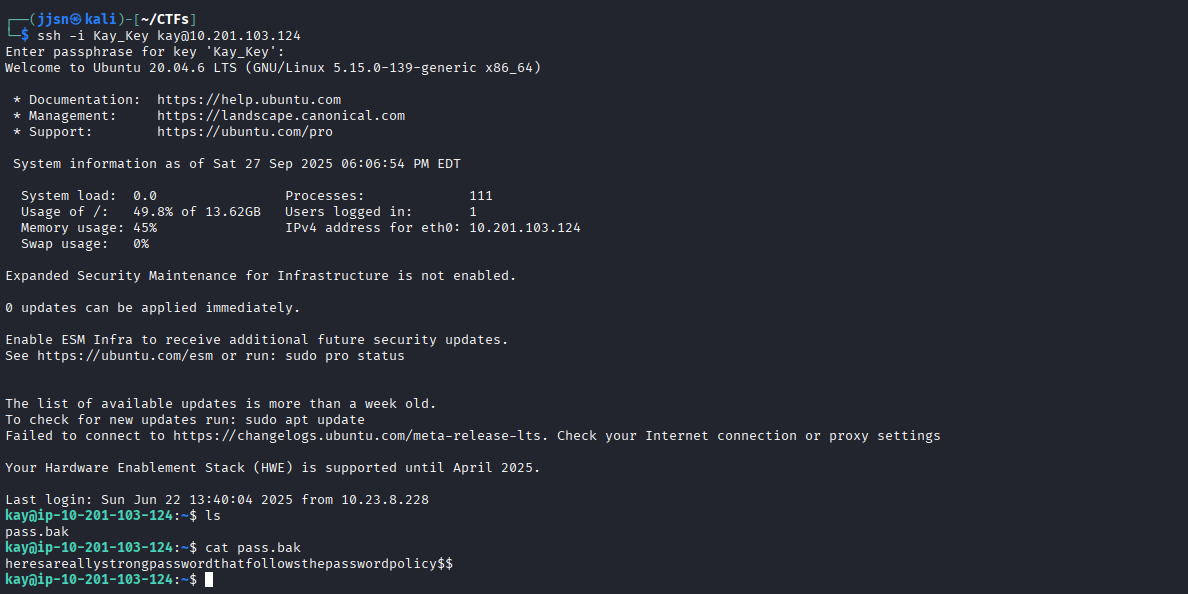 ┌──(jjsn㉿kali)-[~/CTFs]
└─$ ssh -i Kay_Key kay@10.201.103.124
Enter passphrase for key 'Kay_Key':
Welcome to Ubuntu 20.04.6 LTS (GNU/Linux 5.15.0-139-generic x86_64)
* Documentation:  https://help.ubuntu.com
* Management:     https://landscape.canonical.com
* Support:        https://ubuntu.com/pro
System information as of Sat 27 Sep 2025 06:06:54 PM EDT
System load:  0.0                Processes:             111
Usage of /:   49.8% of 13.62GB   Users logged in:       1
Memory usage: 45%                IPv4 address for eth0: 10.201.103.124
Swap usage:   0%
Expanded Security Maintenance for Infrastructure is not enabled.
0 updates can be applied immediately.
Enable ESM Infra to receive additional future security updates.
See https://ubuntu.com/esm or run: sudo pro status
The list of available updates is more than a week old.
To check for new updates run: sudo apt update
Failed to connect to https://changelogs.ubuntu.com/meta-release-lts. Check your Internet connection or proxy settings
Your Hardware Enablement Stack (HWE) is supported until April 2025.
Last login: Sun Jun 22 13:40:04 2025 from 10.23.8.228
kay@ip-10-201-103-124:~$ ls
pass.bak
kay@ip-10-201-103-124:~$ cat pass.bak
heresareallystrongpasswordthatfollowsthepasswordpolicy$$
kay@ip-10-201-103-124:~$